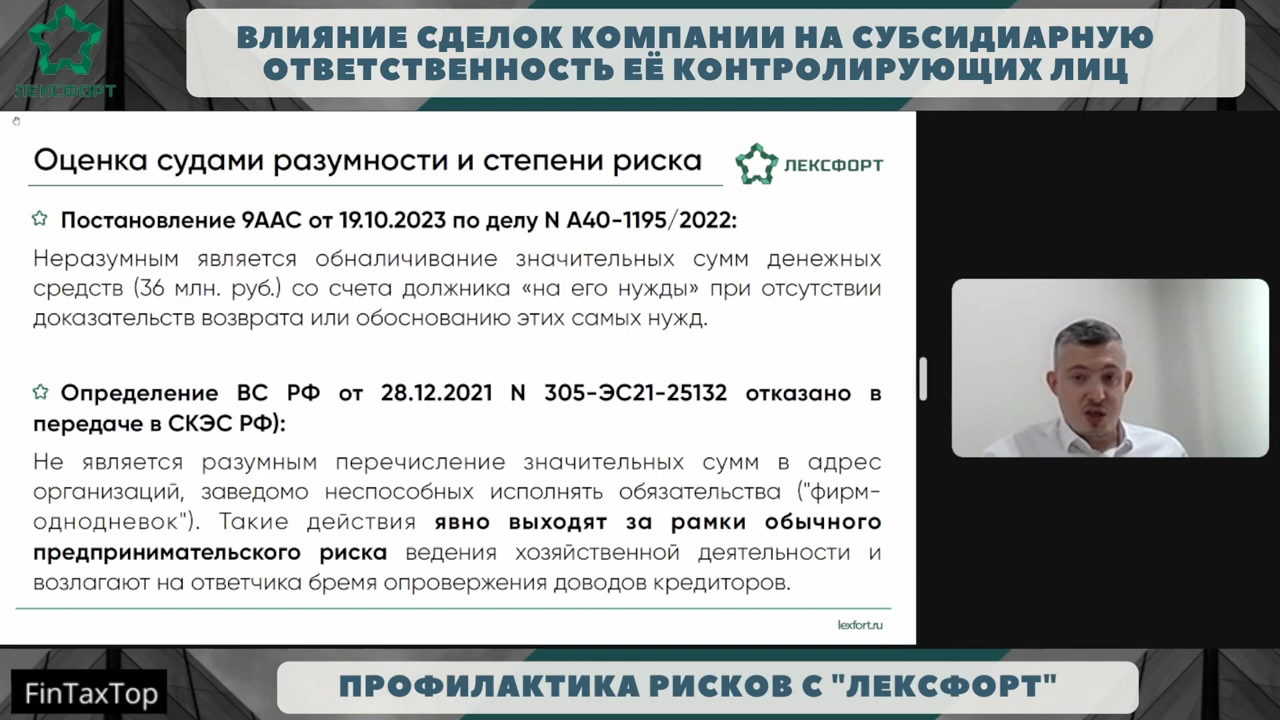 ВЛИЯНИЕ СДЕЛОК КОМПАНИИ НА СУБСИДИАРНУЮ
ОТВЕТСТВЕННОСТЬ ЕЁ КОНТРОЛИРУЮЩИХ ЛИЦ
ЛЕКСФОРТ
Оценка судами разумности и степени риска
ЛЕКСФОРТ
Постановление 9ААС от 19.10.2023 по делу N А40-1195/2022:
Неразумным является обналичивание значительных сумм денежных
средств (36 млн. руб.) со счета должника «на его нужды» при отсутствии
доказательств возврата или обоснованию этих самых нужд.
Определение ВС РФ от 28.12.2021 N 305-ЭС21-25132 отказано в
передаче в СКЭС РФ):
Не является разумным перечисление значительных сумм в адрес
организаций, заведомо неспособных исполнять обязательства ("фирм-
однодневок"). Такие действия явно выходят за рамки обычного
предпринимательского риска ведения хозяйственной деятельности и
возлагают на ответчика бремя опровержения доводов кредиторов.
lexfort.ru
FinTaxTop
ПРОФИЛАКТИКА РИСКОВ С "ЛЕКСФОРТ"